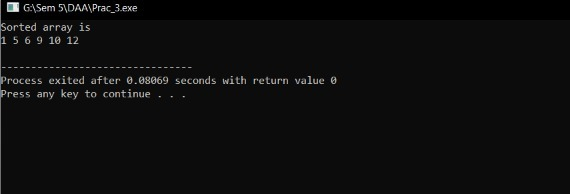 G:\Sem 5\DAA\Prac_3.exe
Sorted array is
1 5 6 9 10 12
--------------------------------
Process exited after 0.08069 seconds with return value 0
Press any key to continue . . .